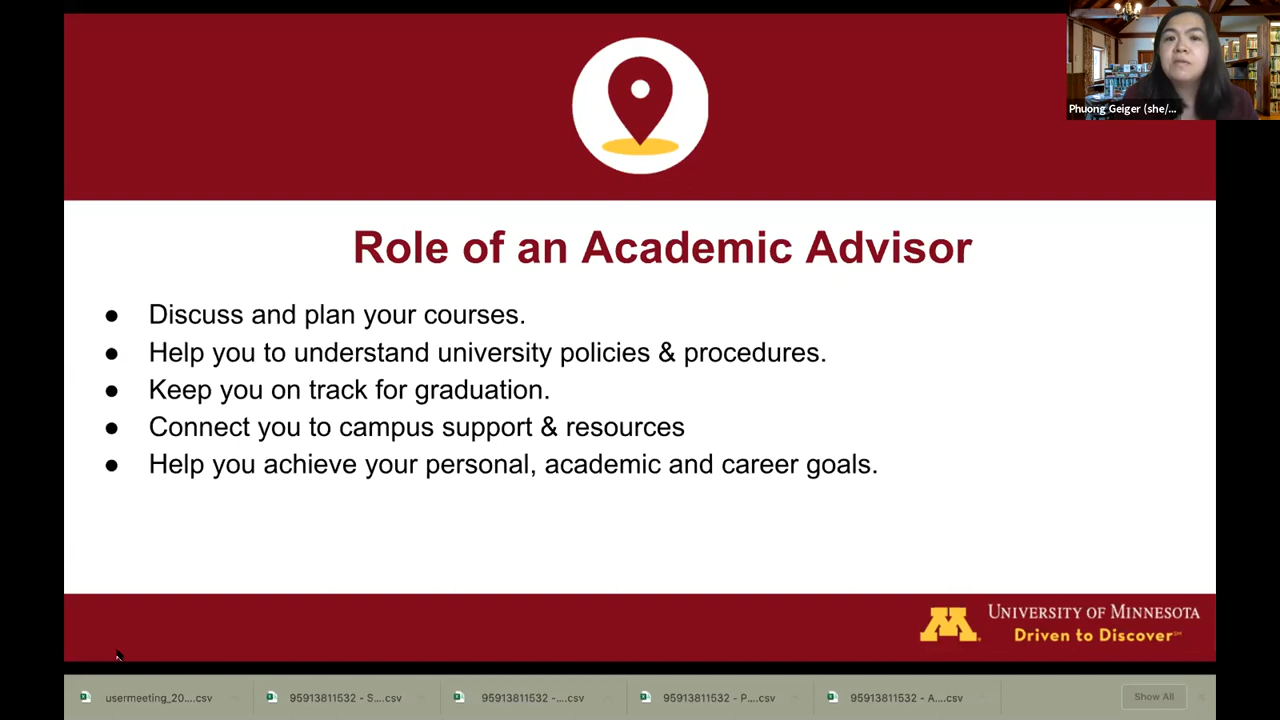 Phuong Geiger (she/...
Role of an Academic Advisor
● Discuss and plan your courses.
● Help you to understand university policies & procedures.
● Keep you on track for graduation.
● Connect you to campus support & resources
● Help you achieve your personal, academic and career goals.
UNIVERSITY OF MINNESOTA
Driven to Discover℠
usermeeting_20....csv
95913811532 - S....csv
95913811532 -....csv
95913811532 - P....csv
95913811532 - A....csv
Show All